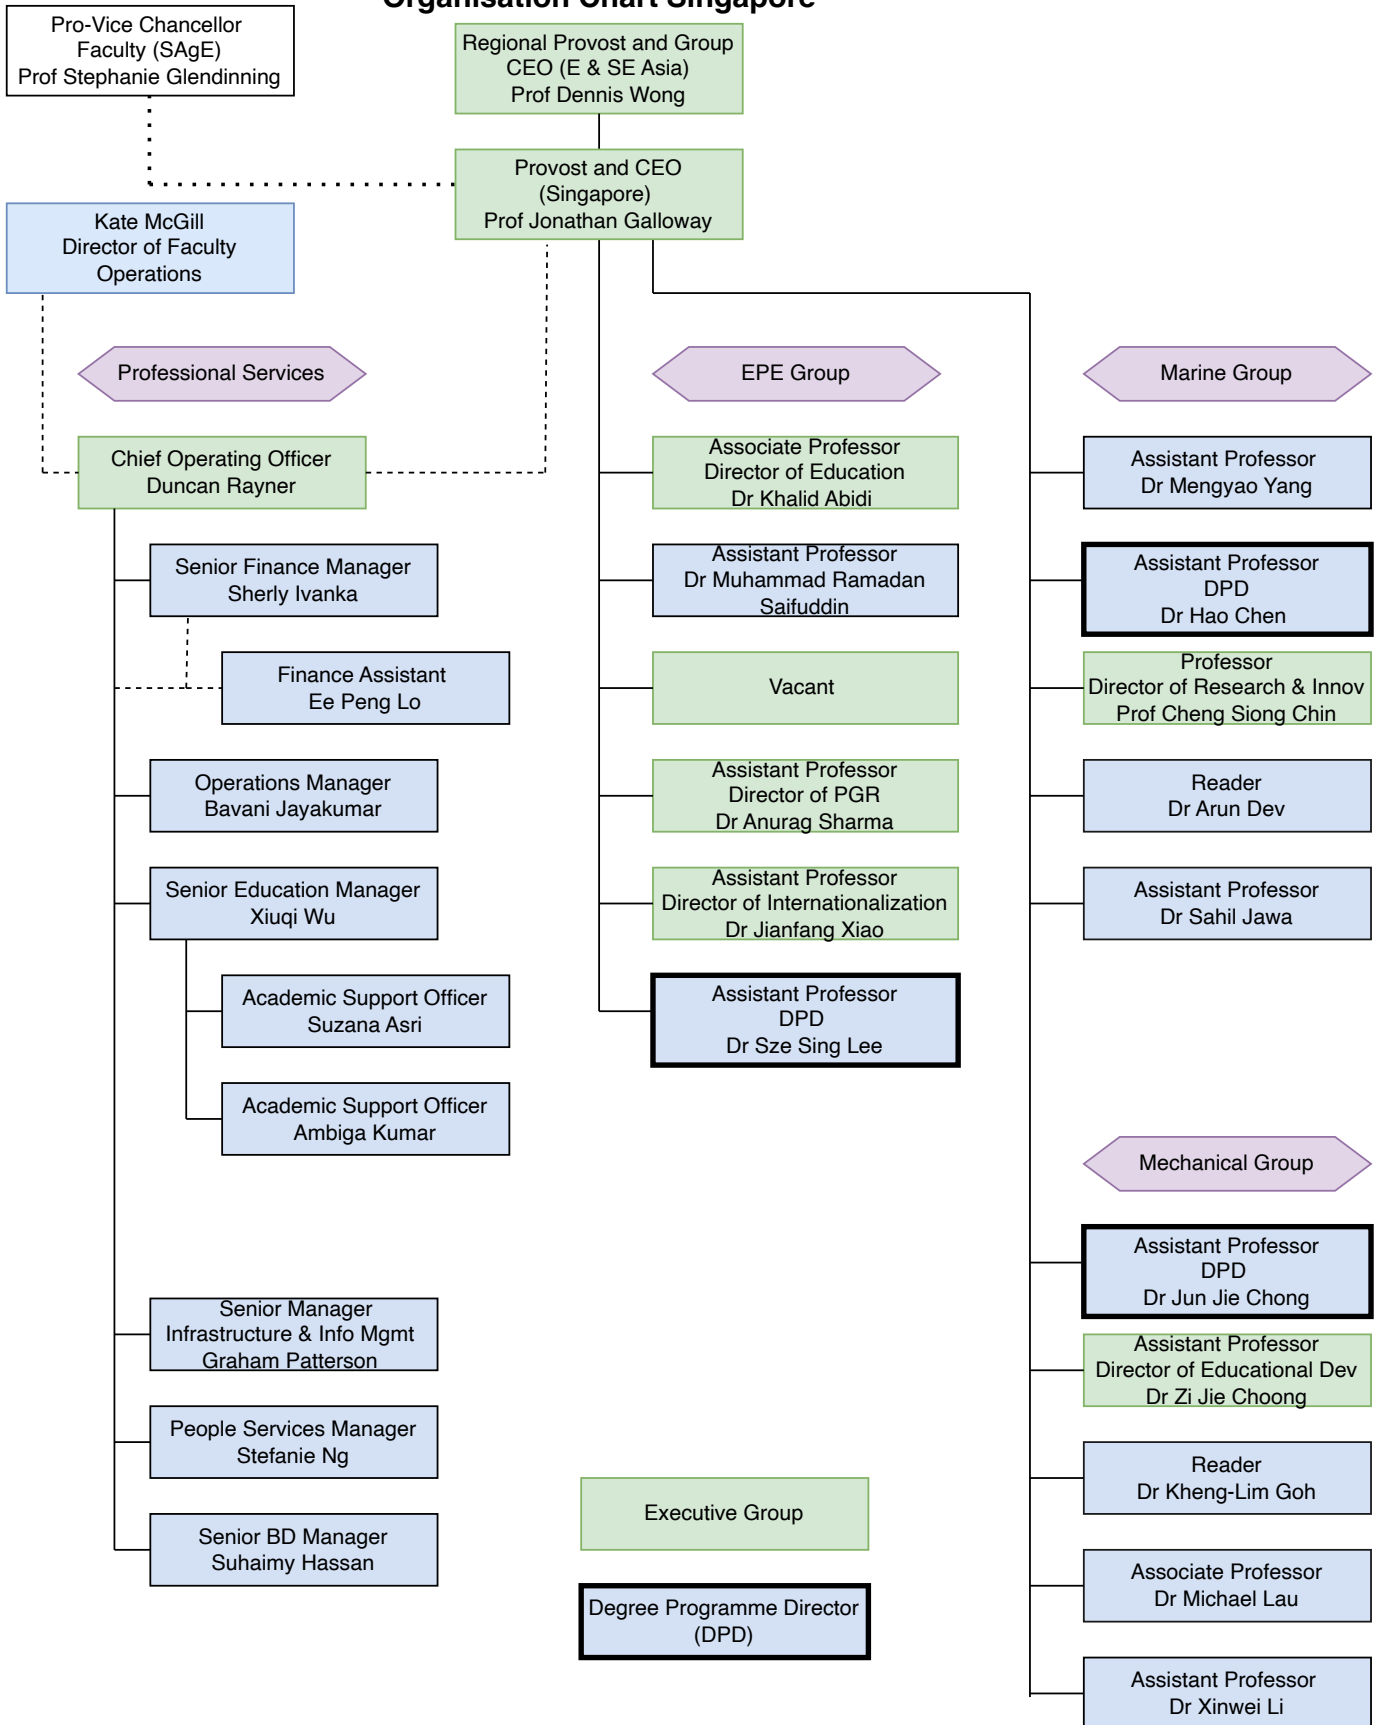 Organisation Chart Singapore
Pro-Vice Chancellor
Faculty (SAgE)
Prof Stephanie Glendinning
Regional Provost and Group
CEO (E & SE Asia)
Prof Dennis Wong
Provost and CEO
(Singapore)
Prof Jonathan Galloway
Kate McGill
Director of Faculty
Operations
Professional Services
Chief Operating Officer
Duncan Rayner
Senior Finance Manager
Sherly Ivanka
Finance Assistant
Ee Peng Lo
Operations Manager
Bavani Jayakumar
Senior Education Manager
Xiuqi Wu
Academic Support Officer
Suzana Asri
Academic Support Officer
Ambiga Kumar
Senior Manager
Infrastructure & Info Mgmt
Graham Patterson
People Services Manager
Stefanie Ng
Senior BD Manager
Suhaimy Hassan
EPE Group
Associate Professor
Director of Education
Dr Khalid Abidi
Assistant Professor
Dr Muhammad Ramadan
Saifuddin
Vacant
Assistant Professor
Director of PGR
Dr Anurag Sharma
Assistant Professor
Director of Internationalization
Dr Jianfang Xiao
Assistant Professor
DPD
Dr Sze Sing Lee
Executive Group
Degree Programme Director
(DPD)
Marine Group
Assistant Professor
Dr Mengyao Yang
Assistant Professor
DPD
Dr Hao Chen
Professor
Director of Research & Innov
Prof Cheng Siong Chin
Reader
Dr Arun Dev
Assistant Professor
Dr Sahil Jawa
Mechanical Group
Assistant Professor
DPD
Dr Jun Jie Chong
Assistant Professor
Director of Educational Dev
Dr Zi Jie Choong
Reader
Dr Kheng-Lim Goh
Associate Professor
Dr Michael Lau
Assistant Professor
Dr Xinwei Li